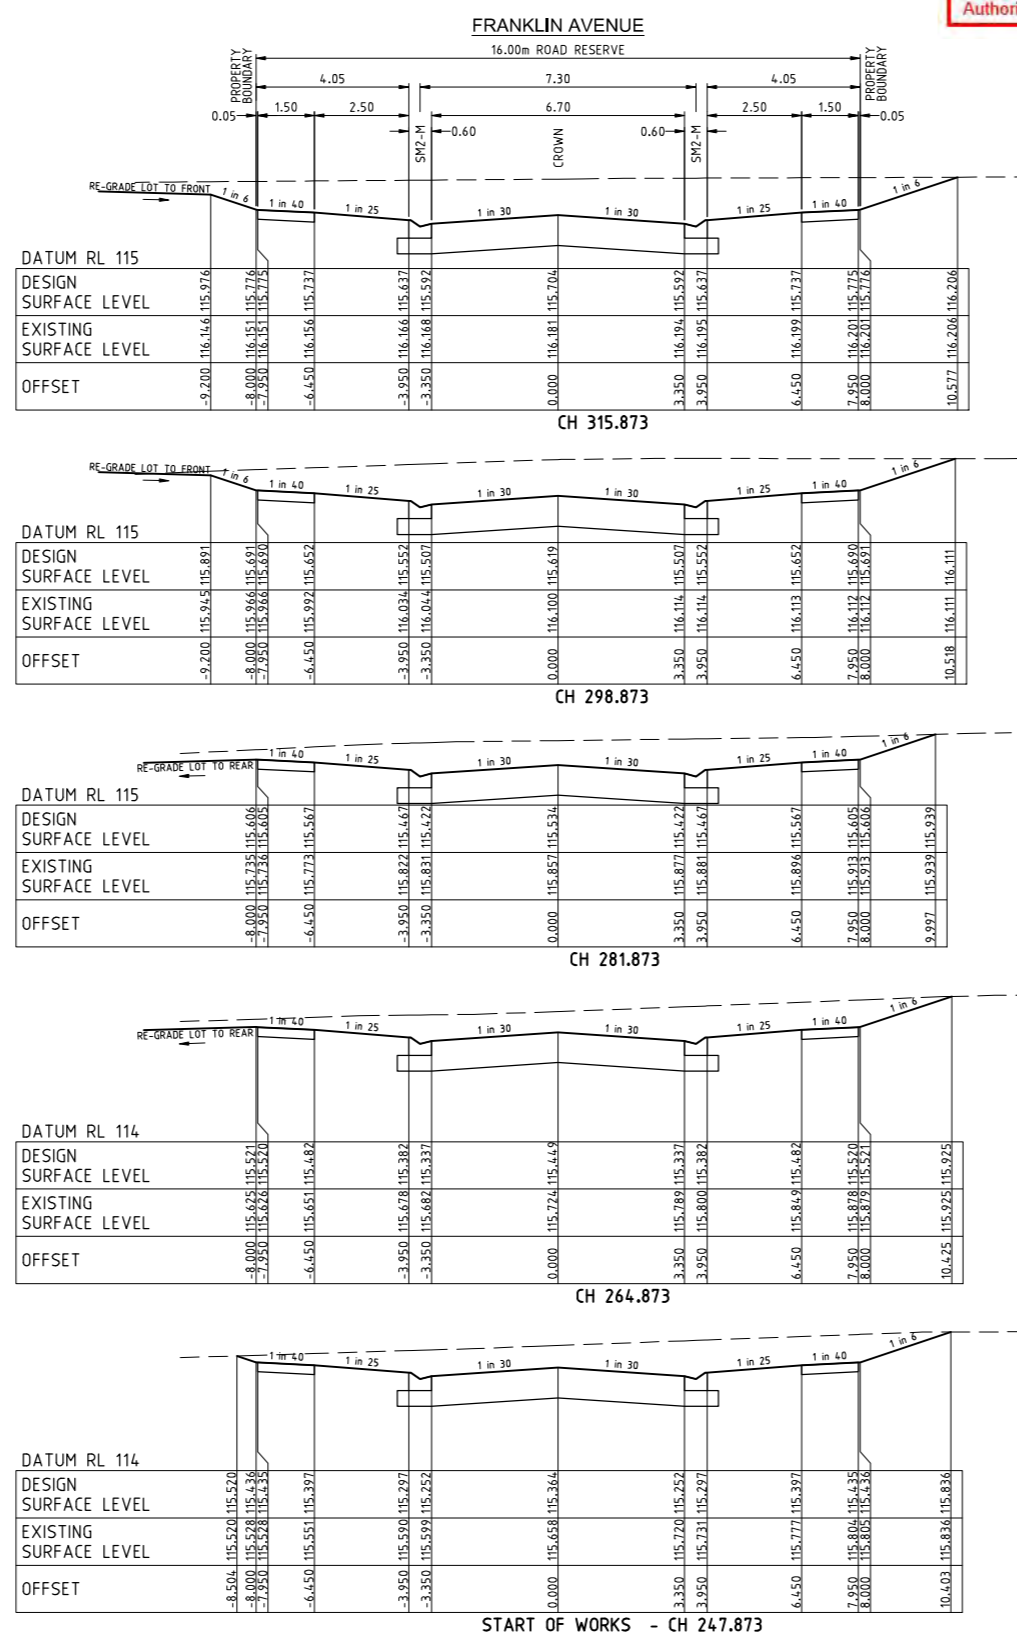 Authori
FRANKLIN AVENUE
16.00m ROAD RESERVE
PROPERTY BOUNDARY
PROPERTY BOUNDARY
4.05 7.30 4.05
0.05 1.50 2.50 6.70 2.50 1.50 0.05
SM2-M 0.60 CROWN 0.60 SM2-M
RE-GRADE LOT TO FRONT 1 in 6 1 in 40 1 in 25 1 in 30 1 in 30 1 in 25 1 in 40 1 in 6
DATUM RL 115
DESIGN SURFACE LEVEL 115.976 115.776 115.775 115.737 115.637 115.592 115.704 115.592 115.637 115.737 115.775 115.776 116.206
EXISTING SURFACE LEVEL 116.146 116.151 116.151 116.156 116.166 116.168 116.181 116.194 116.195 116.199 116.201 116.201 116.206
OFFSET -9.200 -8.000 -7.950 -6.450 -3.950 -3.350 0.000 3.350 3.950 6.450 7.950 8.000 10.577
CH 315.873
RE-GRADE LOT TO FRONT 1 in 6 1 in 40 1 in 25 1 in 30 1 in 30 1 in 25 1 in 40 1 in 6
DATUM RL 115
DESIGN SURFACE LEVEL 115.891 115.691 115.690 115.652 115.552 115.507 115.619 115.507 115.552 115.652 115.690 115.691 116.111
EXISTING SURFACE LEVEL 115.945 115.966 115.966 115.992 116.034 116.044 116.100 116.114 116.114 116.113 116.112 116.112 116.111
OFFSET -9.200 -8.000 -7.950 -6.450 -3.950 -3.350 0.000 3.350 3.950 6.450 7.950 8.000 10.518
CH 298.873
RE-GRADE LOT TO REAR 1 in 40 1 in 25 1 in 30 1 in 30 1 in 25 1 in 40 1 in 6
DATUM RL 115
DESIGN SURFACE LEVEL 115.606 115.605 115.567 115.467 115.422 115.534 115.422 115.467 115.567 115.605 115.606 115.939
EXISTING SURFACE LEVEL 115.735 115.736 115.773 115.822 115.831 115.857 115.877 115.881 115.896 115.913 115.913 115.939
OFFSET -8.000 -7.950 -6.450 -3.950 -3.350 0.000 3.350 3.950 6.450 7.950 8.000 9.997
CH 281.873
RE-GRADE LOT TO REAR 1 in 40 1 in 25 1 in 30 1 in 30 1 in 25 1 in 40 1 in 6
DATUM RL 114
DESIGN SURFACE LEVEL 115.521 115.520 115.482 115.382 115.337 115.449 115.337 115.382 115.482 115.520 115.521 115.925
EXISTING SURFACE LEVEL 115.625 115.626 115.651 115.678 115.682 115.724 115.789 115.800 115.849 115.878 115.879 115.925
OFFSET -8.000 -7.950 -6.450 -3.950 -3.350 0.000 3.350 3.950 6.450 7.950 8.000 10.425
CH 264.873
1 in 40 1 in 25 1 in 30 1 in 30 1 in 25 1 in 40 1 in 6
DATUM RL 114
DESIGN SURFACE LEVEL 115.520 115.436 115.435 115.397 115.297 115.252 115.364 115.252 115.297 115.397 115.435 115.436 115.836
EXISTING SURFACE LEVEL 115.520 115.528 115.528 115.551 115.590 115.599 115.658 115.720 115.731 115.777 115.804 115.805 115.836
OFFSET -8.504 -8.000 -7.950 -6.450 -3.950 -3.350 0.000 3.350 3.950 6.450 7.950 8.000 10.403
START OF WORKS - CH 247.873